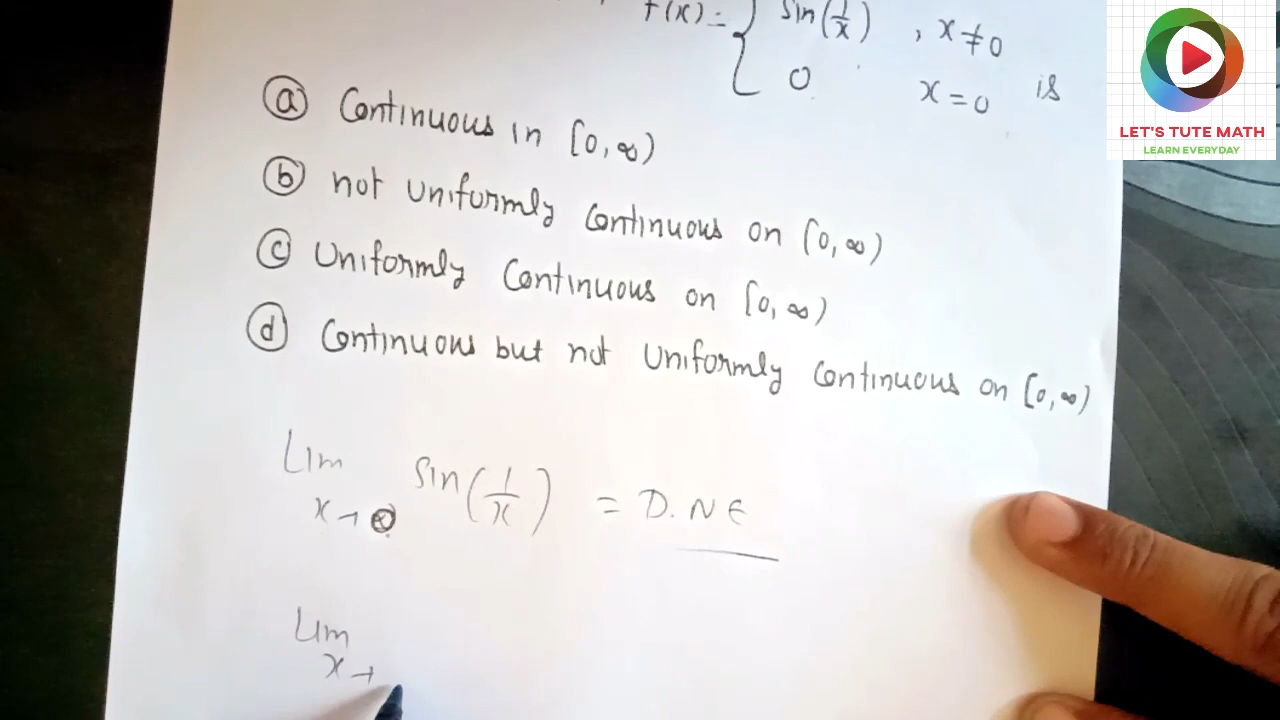 f(x) = { sin(1/x) , x ≠ 0
0 x = 0 is
LET'S TUTE MATH
LEARN EVERYDAY
(a) Continuous in [0, ∞)
(b) not Uniformly Continuous on [0, ∞)
(c) Uniformly Continuous on [0, ∞)
(d) Continuous but not Uniformly Continuous on [0, ∞)
Lim x→0 sin(1/x) = D.N E
Lim
x →